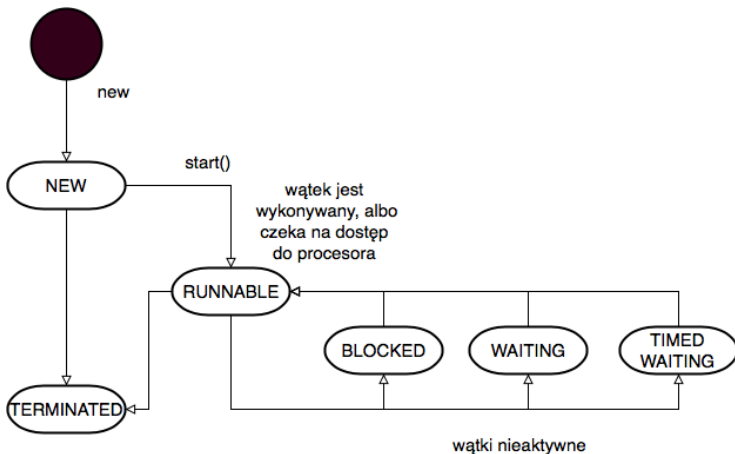 new
start()
NEW
wątek jest
wykonywany, albo
czeka na dostęp
do procesora
RUNNABLE
BLOCKED
WAITING
TIMED
WAITING
TERMINATED
wątki nieaktywne